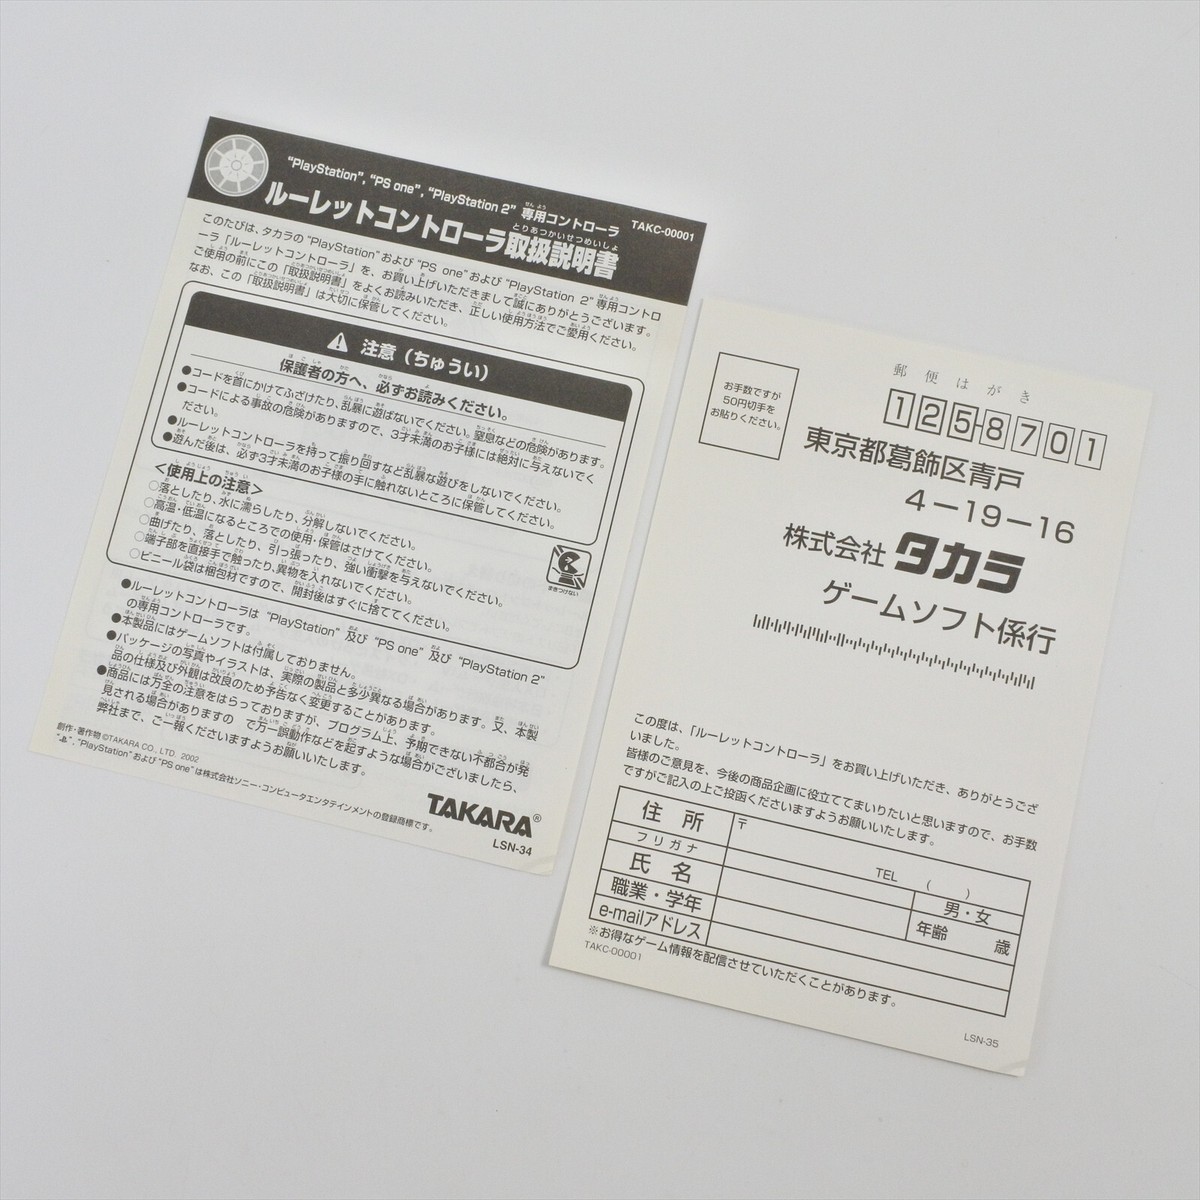 "PlayStation", "PS one", "PlayStation 2" 専用コントローラ
ルーレットコントローラ取扱説明書
TAKC-00001
このたびは、タカラの "PlayStation" および "PS one" および "PlayStation 2" 専用コントロ
ーラ「ルーレットコントローラ」を、お買い上げいただきまして誠にありがとうございます。
ご使用の前にこの「取扱説明書」をよくお読みいただき、正しい使用方法でご愛用ください。
なお、この「取扱説明書」は大切に保管してください。
注意(ちゅうい)
保護者の方へ、必ずお読みください。
●コードを首にかけてふざけたり、乱暴に遊ばないでください。窒息などの危険があります。
●コードによる事故の危険がありますので、3才未満のお子様には絶対に与えないでく
ださい。
●ルーレットコントローラを持って振り回すなど乱暴な遊びをしないでください。
●遊んだ後は、必ず3才未満のお子様の手に触れないところに保管してください。
<使用上の注意>
○落としたり、水に濡らしたり、分解しないでください。
○高温・低温になるところでの使用・保管はさけてください。
○曲げたり、落としたり、引っ張ったり、強い衝撃を与えないでください。
○端子部を直接手で触ったり、異物を入れないでください。
○ビニール袋は梱包材ですので、開封後はすぐに捨ててください。
まきつけない
●ルーレットコントローラは "PlayStation" 及び "PS one" 及び "PlayStation 2"
の専用コントローラです。
●本製品にはゲームソフトは付属しておりません。
●パッケージの写真やイラストは、実際の製品と多少異なる場合があります。又、本製
品の仕様及び外観は改良のため予告なく変更することがあります。
●商品には万全の注意をはらっておりますが、プログラム上、予期できない不都合が発
見される場合がありますので万一誤動作などを起すような場合がございましたら、
弊社まで、ご一報くださいますようお願いいたします。
創作・著作物 ©TAKARA CO., LTD. 2002
"PlayStation" および "PS one" は株式会社ソニー・コンピュータエンタテインメントの登録商標です。
TAKARA®
LSN-34
郵便はがき
お手数ですが
50円切手を
お貼りください。
125-8701
東京都葛飾区青戸
4-19-16
株式会社 タカラ
ゲームソフト係行
この度は、「ルーレットコントローラ」をお買い上げいただき、ありがとうござ
いました。
皆様のご意見を、今後の商品企画に役立ててまいりたいと思いますので、お手数
ですがご記入の上ご投函くださいますようお願いいたします。
住所 〒
TEL ( )
フリガナ
氏名 男・女
職業・学年 年齢 歳
e-mailアドレス
※お得なゲーム情報を配信させていただくことがあります。
TAKC-00001
LSN-35